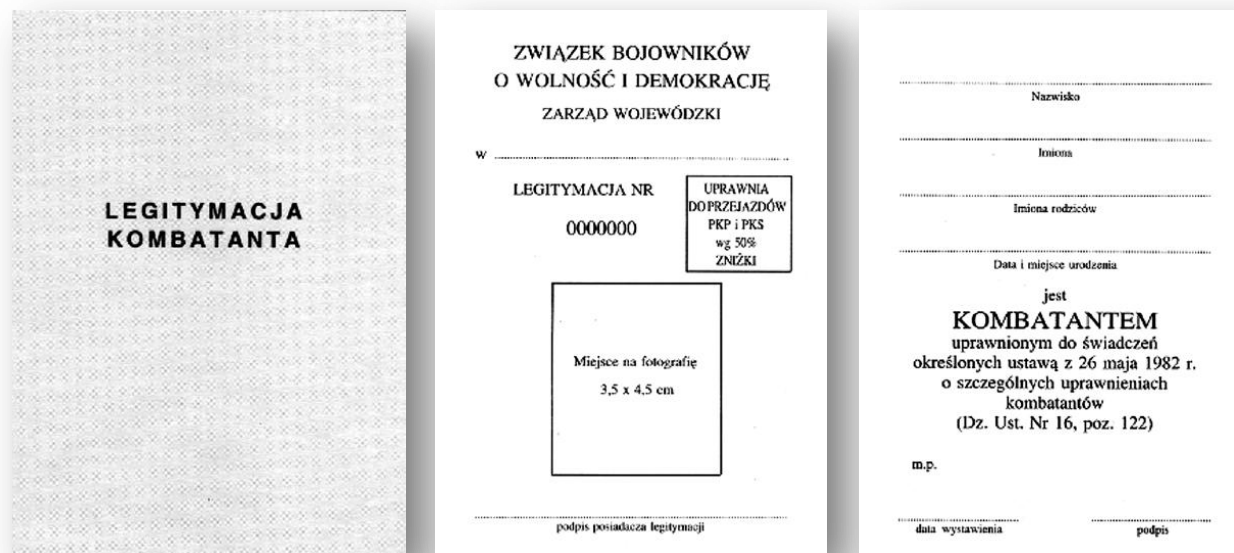 LEGITYMACJA
KOMBATANTA
ZWIĄZEK BOJOWNIKÓW
O WOLNOŚĆ I DEMOKRACJĘ
ZARZĄD WOJEWÓDZKI
w
LEGITYMACJA NR
0000000
UPRAWNIA
DO PRZEJAZDÓW
PKP i PKS
wg 50%
ZNIŻKI
Miejsce na fotografię
3,5 x 4,5 cm
podpis posiadacza legitymacji
Nazwisko
Imiona
Imiona rodziców
Data i miejsce urodzenia
jest
KOMBATANTEM
uprawnionym do świadczeń
określonych ustawą z 26 maja 1982 r.
o szczególnych uprawnieniach
kombatantów
(Dz. Ust. Nr 16, poz. 122)
m.p.
data wystawienia
podpis